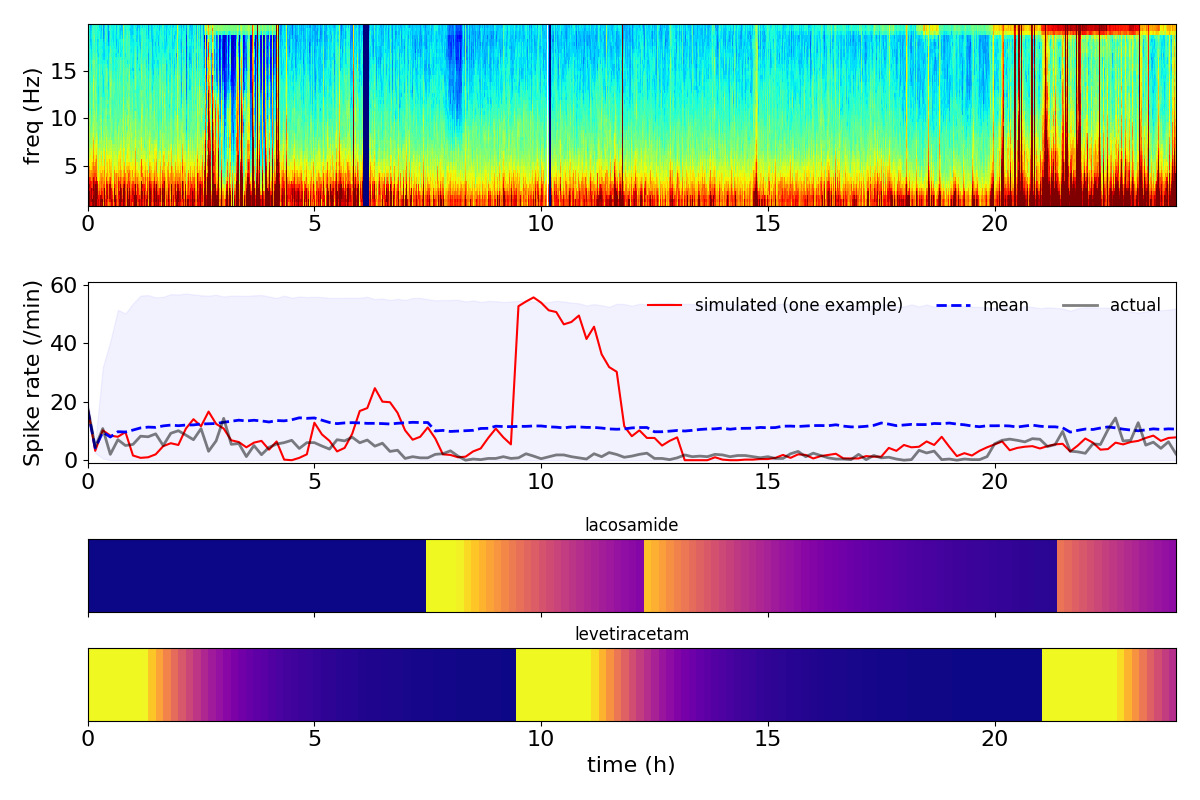 freq (Hz)
15
10
5
0 5 10 15 20
Spike rate (/min)
60
40
20
0
simulated (one example) mean actual
0 5 10 15 20
lacosamide
levetiracetam
0 5 10 15 20
time (h)